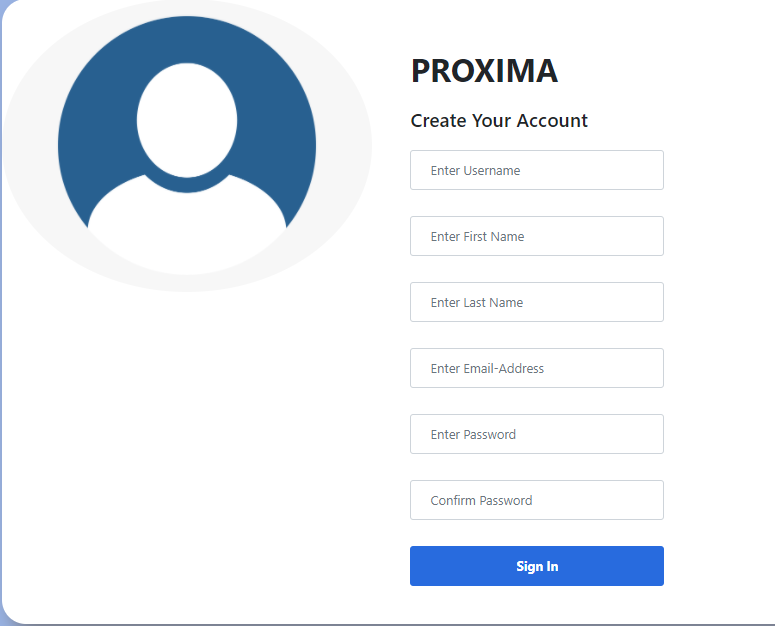 PROXIMA
Create Your Account
Enter Username
Enter First Name
Enter Last Name
Enter Email-Address
Enter Password
Confirm Password
Sign In